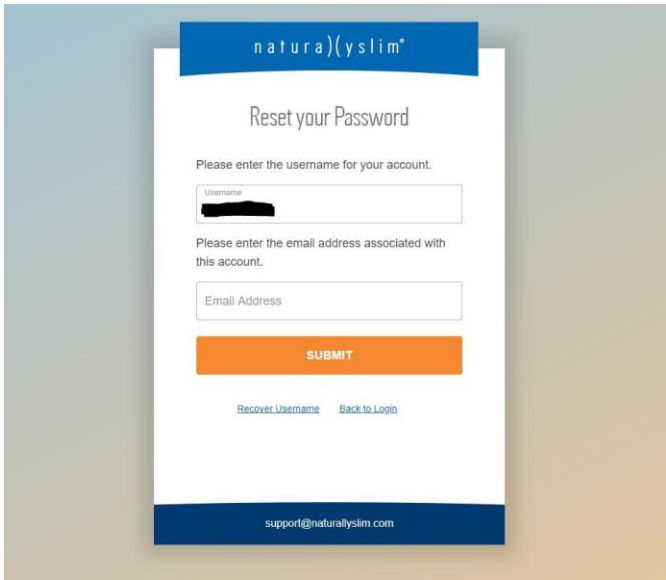 natura)(yslim®
Reset your Password
Please enter the username for your account.
Username
Please enter the email address associated with
this account.
Email Address
SUBMIT
Recover Username Back to Login
support@naturallyslim.com